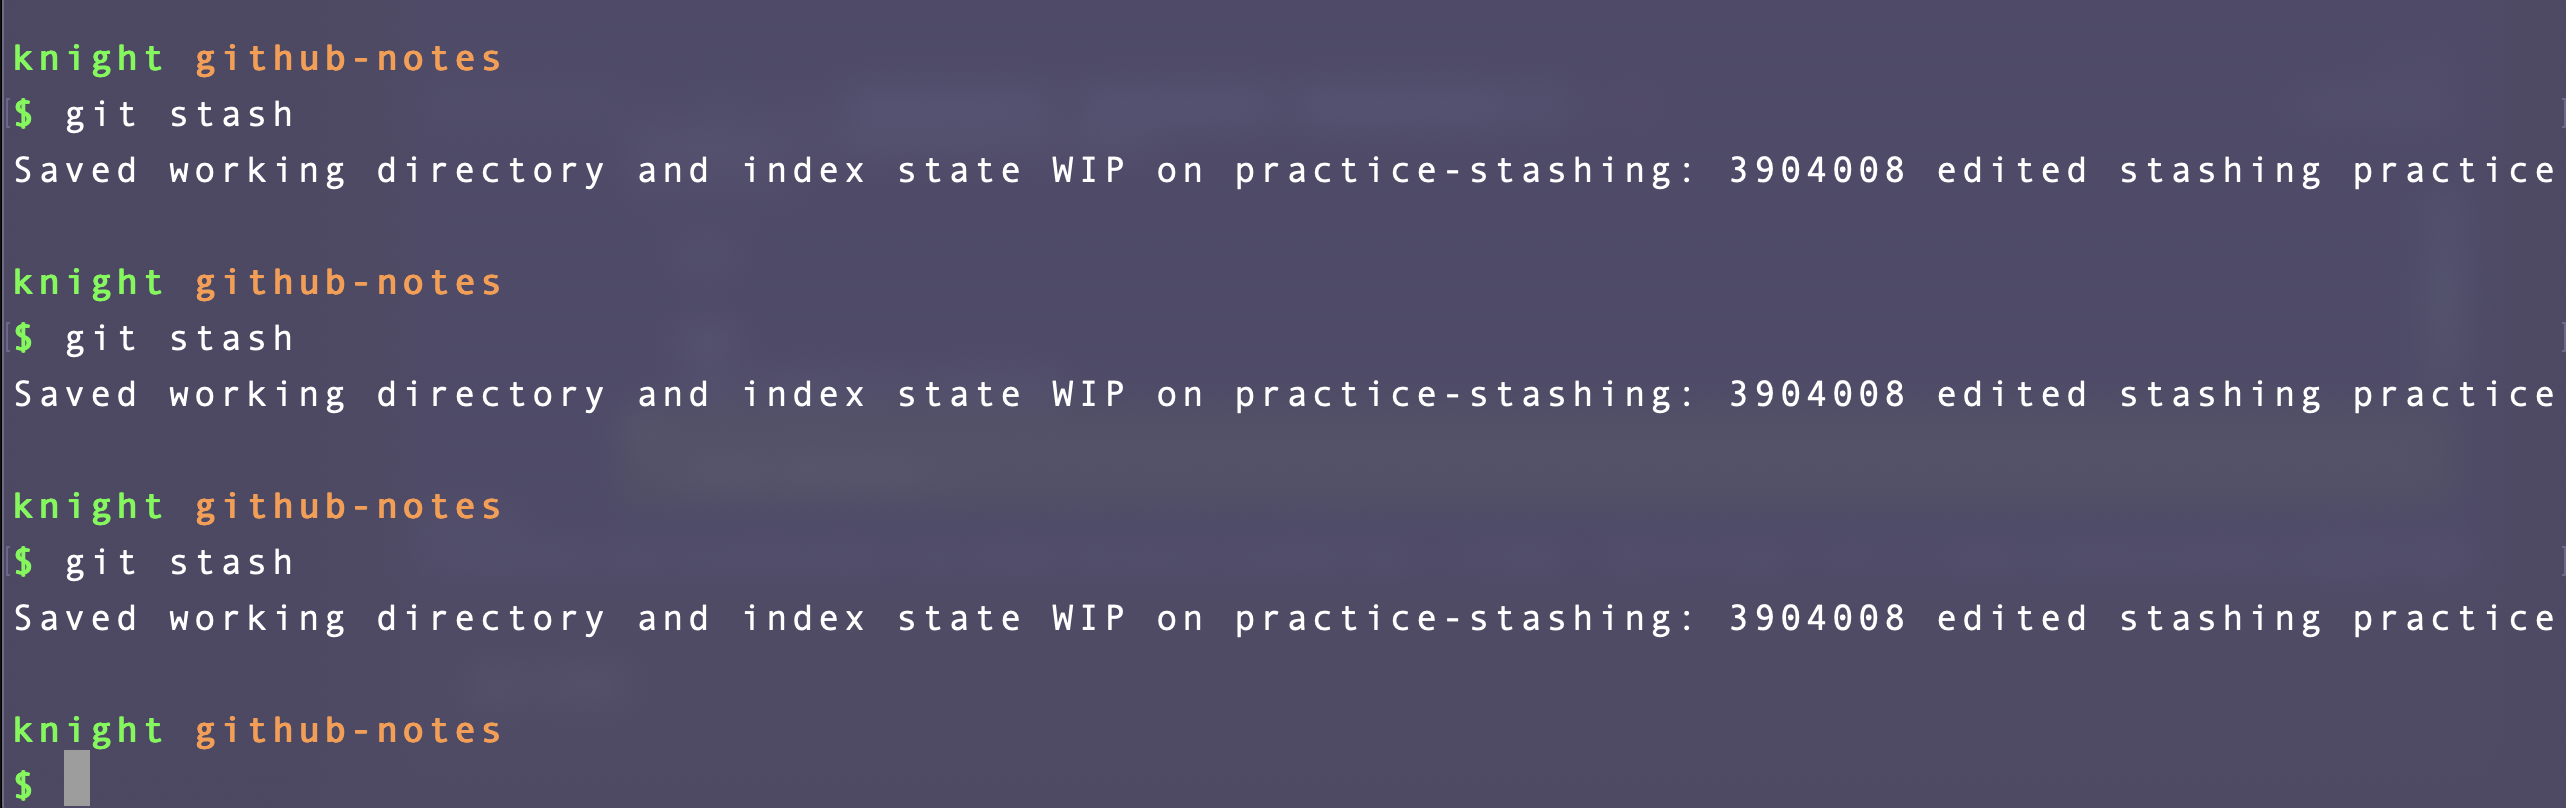 knight github-notes
$ git stash
Saved working directory and index state WIP on practice-stashing: 3904008 edited stashing practice
knight github-notes
$ git stash
Saved working directory and index state WIP on practice-stashing: 3904008 edited stashing practice
knight github-notes
$ git stash
Saved working directory and index state WIP on practice-stashing: 3904008 edited stashing practice
knight github-notes
$